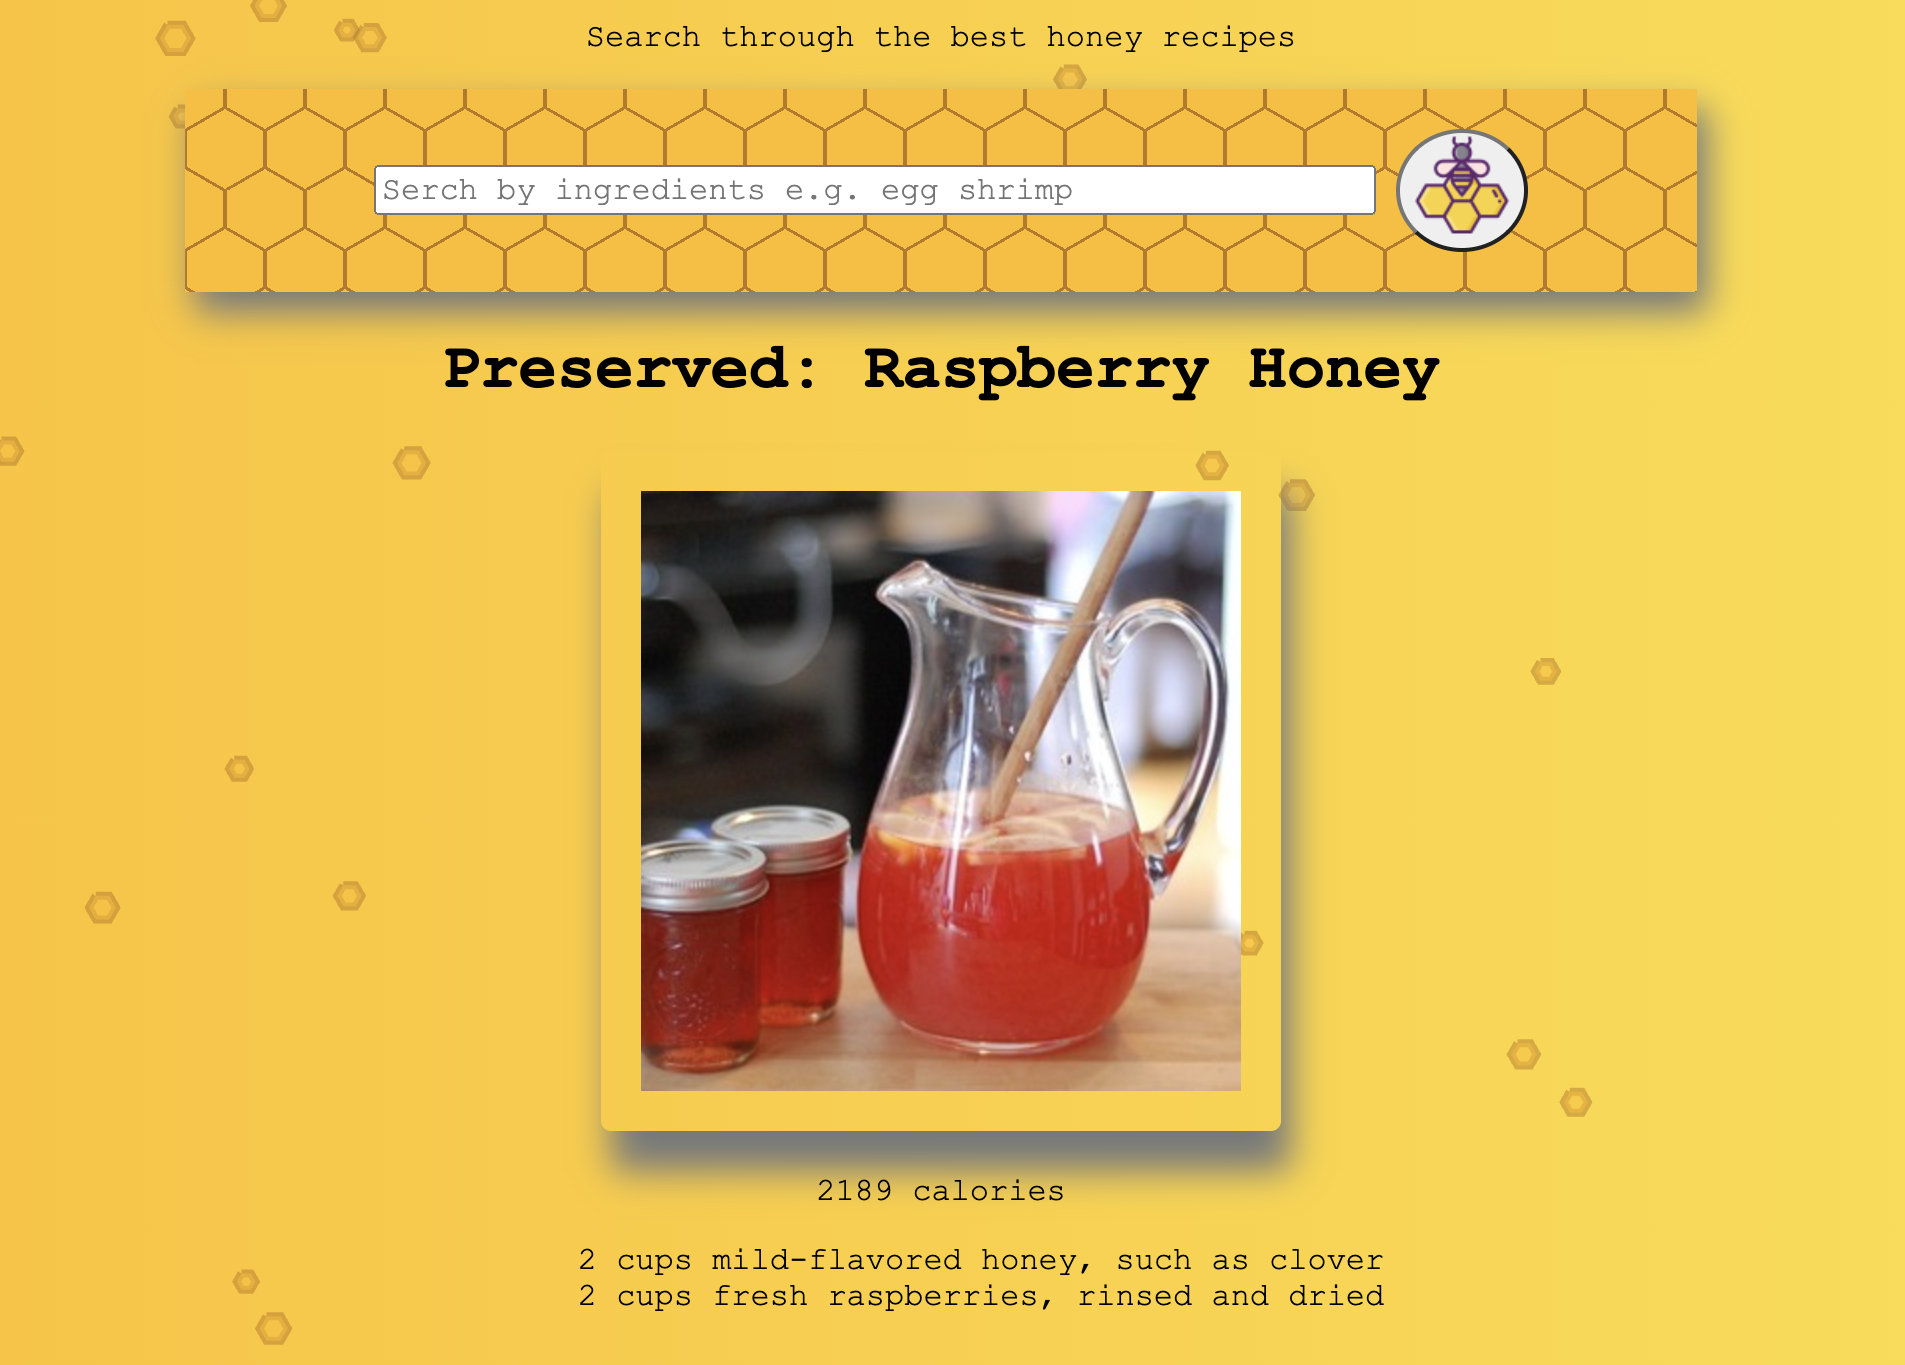 Search through the best honey recipes
Serch by ingredients e.g. egg shrimp
Preserved: Raspberry Honey
2189 calories
2 cups mild-flavored honey, such as clover
2 cups fresh raspberries, rinsed and dried